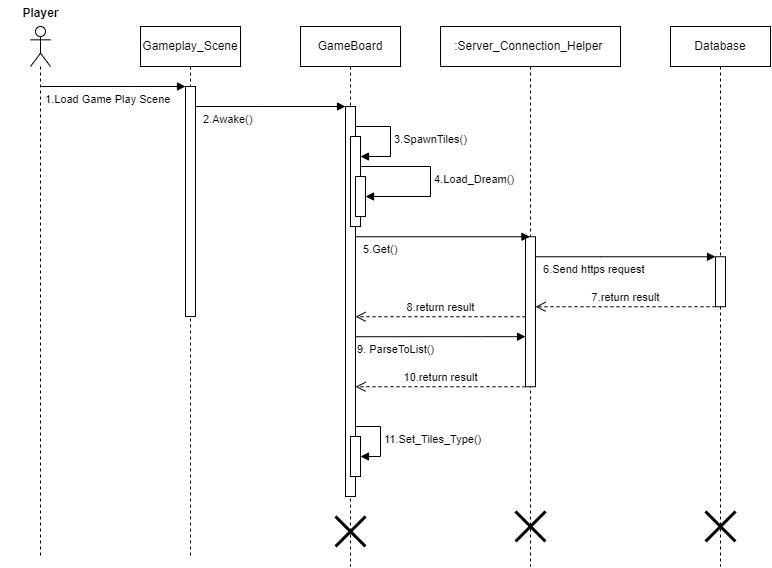 Player
Gameplay_Scene
GameBoard
:Server_Connection_Helper
Database
1.Load Game Play Scene
2.Awake()
3.SpawnTiles()
4.Load_Dream()
5.Get()
6.Send https request
7.return result
8.return result
9. ParseToList()
10.return result
11.Set_Tiles_Type()